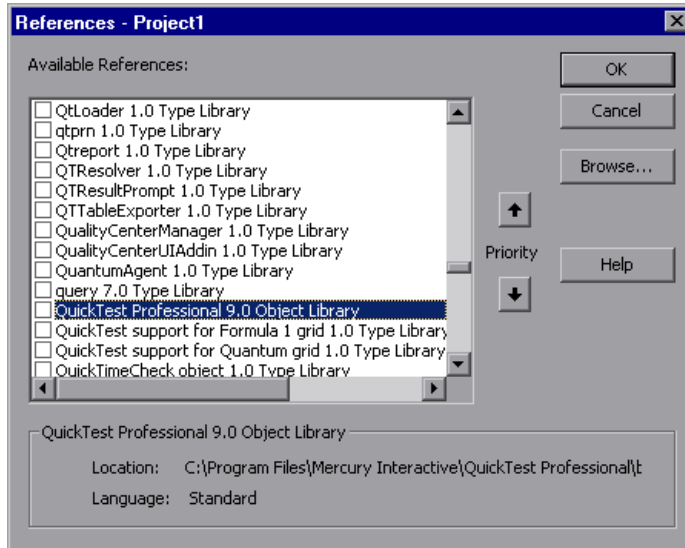 References - Project1
Available References:
QtLoader 1.0 Type Library
qtprn 1.0 Type Library
Qtreport 1.0 Type Library
QTResolver 1.0 Type Library
QTResultPrompt 1.0 Type Library
QTTableExporter 1.0 Type Library
QualityCenterManager 1.0 Type Library
QualityCenterUIAddin 1.0 Type Library
QuantumAgent 1.0 Type Library
query 7.0 Type Library
QuickTest Professional 9.0 Object Library
QuickTest support for Formula 1 grid 1.0 Type Library
QuickTest support for Quantum grid 1.0 Type Library
QuickTimeCheck object 1.0 Type Library
OK
Cancel
Browse...
Priority
Help
QuickTest Professional 9.0 Object Library
Location: C:\Program Files\Mercury Interactive\QuickTest Professional\t
Language: Standard